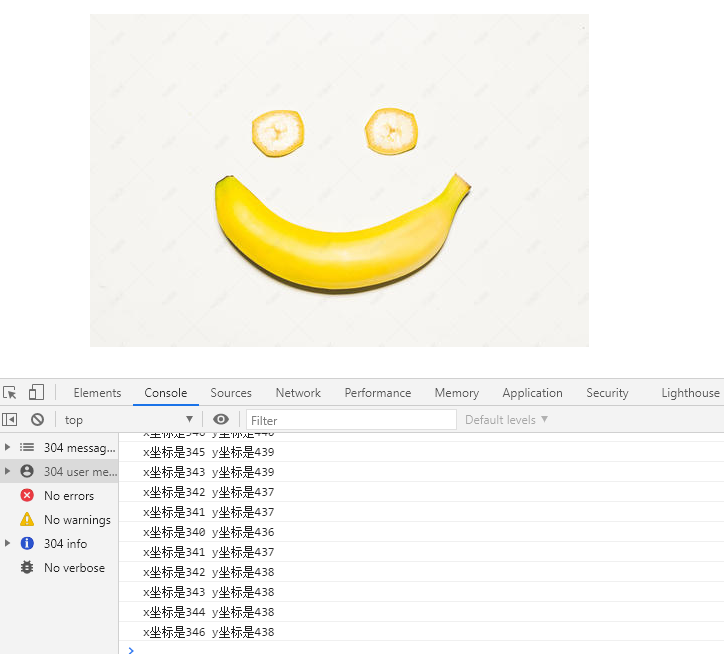 Elements Console Sources Network Performance Memory Application Security Lighthouse
top Filter Default levels
304 messag...
304 user me...
No errors
No warnings
304 info
No verbose
x坐标是345 y坐标是439
x坐标是343 y坐标是439
x坐标是342 y坐标是437
x坐标是341 y坐标是437
x坐标是340 y坐标是436
x坐标是341 y坐标是437
x坐标是342 y坐标是438
x坐标是343 y坐标是438
x坐标是344 y坐标是438
x坐标是346 y坐标是438